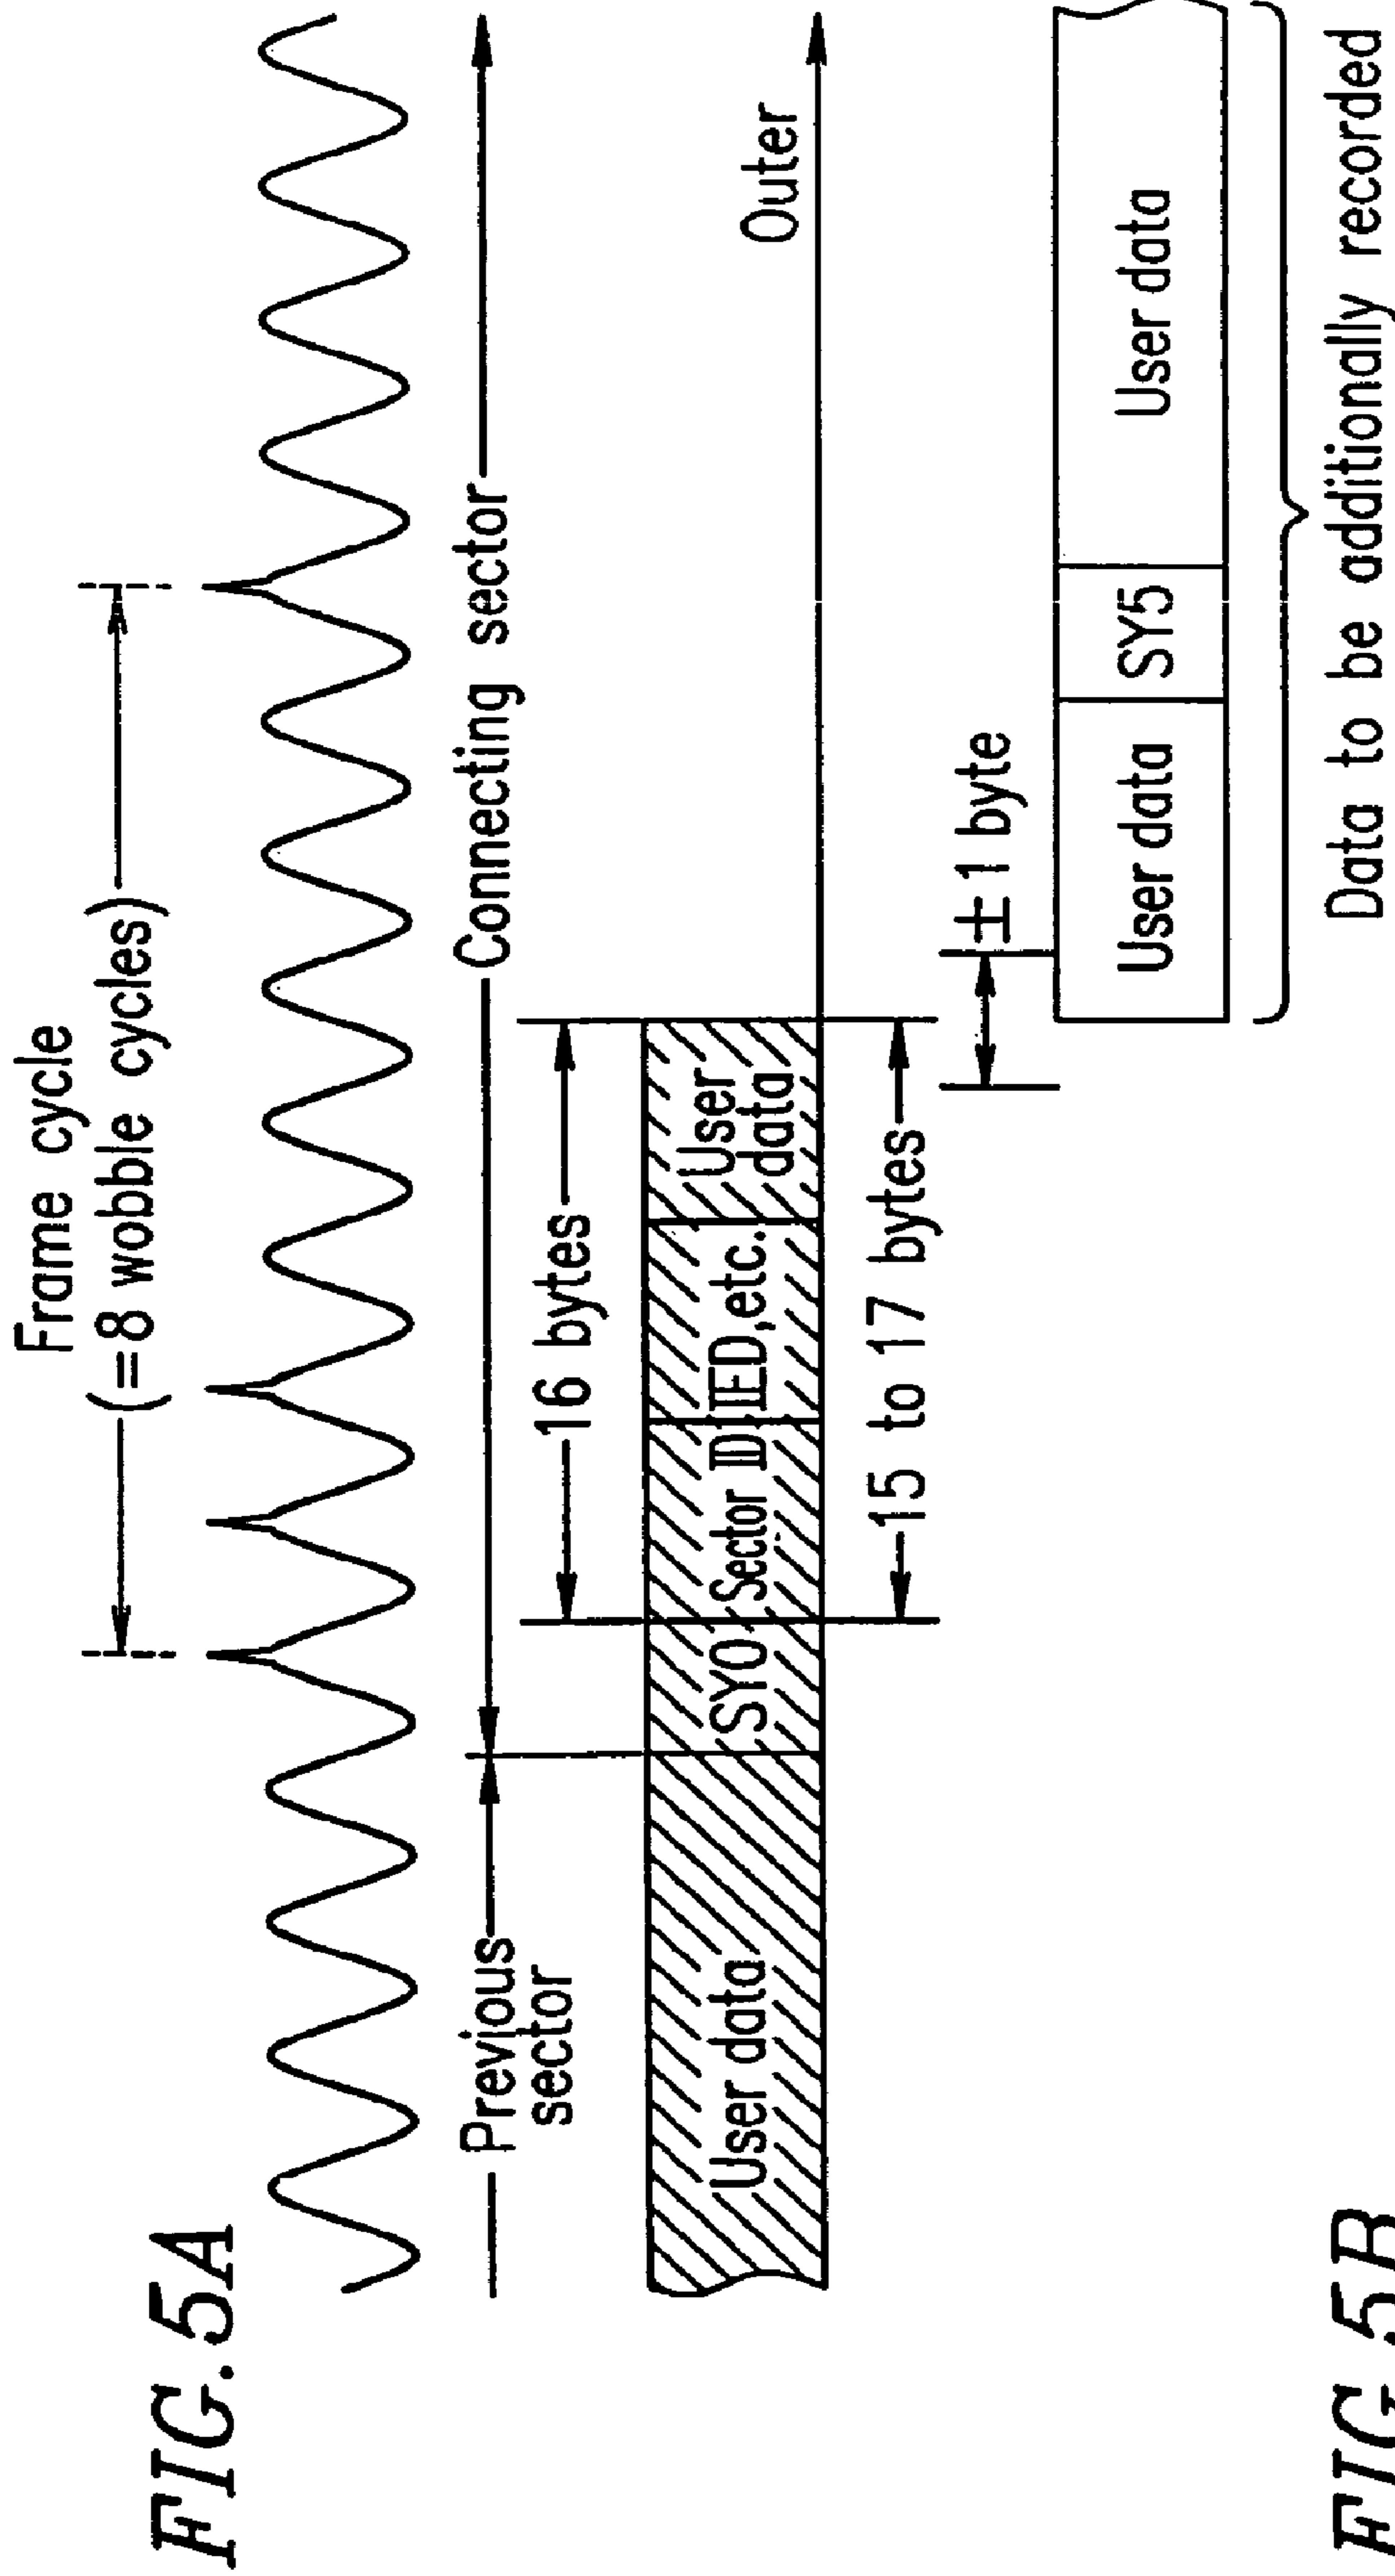 FIG.5A
Frame cycle
(=8 wobble cycles)
Previous
sector
Connecting sector
16 bytes
User data
SY0
Sector ID
IED,etc.
User
data
Outer
15 to 17 bytes
±1 byte
User data
SY5
User data
Data to be additionally recorded
FIG.5B